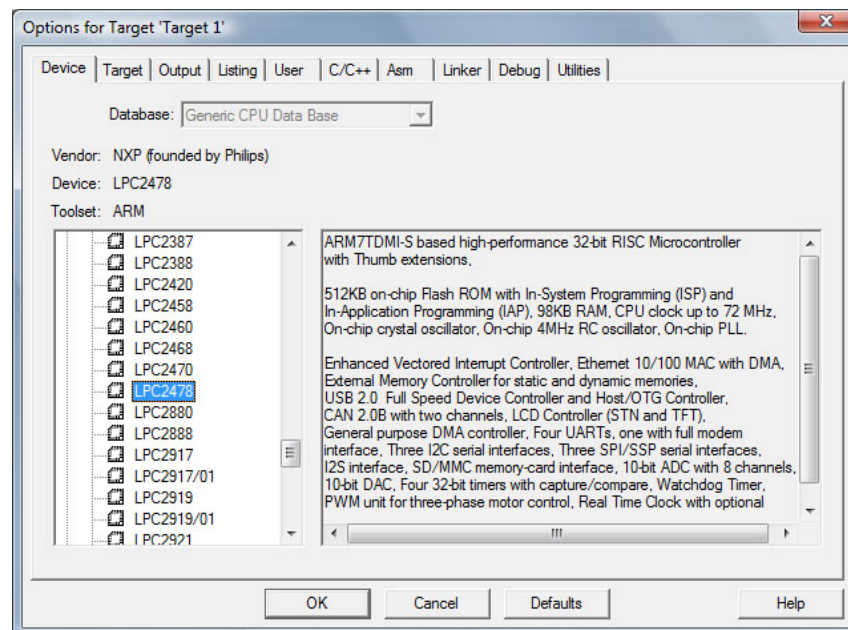 Options for Target 'Target 1'
Device Target Output Listing User C/C++ Asm Linker Debug Utilities
Database: Generic CPU Data Base
Vendor: NXP (founded by Philips)
Device: LPC2478
Toolset: ARM
LPC2387
LPC2388
LPC2420
LPC2458
LPC2460
LPC2468
LPC2470
LPC2478
LPC2880
LPC2888
LPC2917
LPC2917/01
LPC2919
LPC2919/01
LPC2921
ARM7TDMI-S based high-performance 32-bit RISC Microcontroller
with Thumb extensions,
512KB on-chip Flash ROM with In-System Programming (ISP) and
In-Application Programming (IAP), 98KB RAM, CPU clock up to 72 MHz,
On-chip crystal oscillator, On-chip 4MHz RC oscillator, On-chip PLL.
Enhanced Vectored Interrupt Controller, Ethernet 10/100 MAC with DMA,
External Memory Controller for static and dynamic memories,
USB 2.0 Full Speed Device Controller and Host/OTG Controller,
CAN 2.0B with two channels, LCD Controller (STN and TFT),
General purpose DMA controller, Four UARTs, one with full modem
interface, Three I2C serial interfaces, Three SPI/SSP serial interfaces,
I2S interface, SD/MMC memory-card interface, 10-bit ADC with 8 channels,
10-bit DAC, Four 32-bit timers with capture/compare, Watchdog Timer,
PWM unit for three-phase motor control, Real Time Clock with optional
OK Cancel Defaults Help